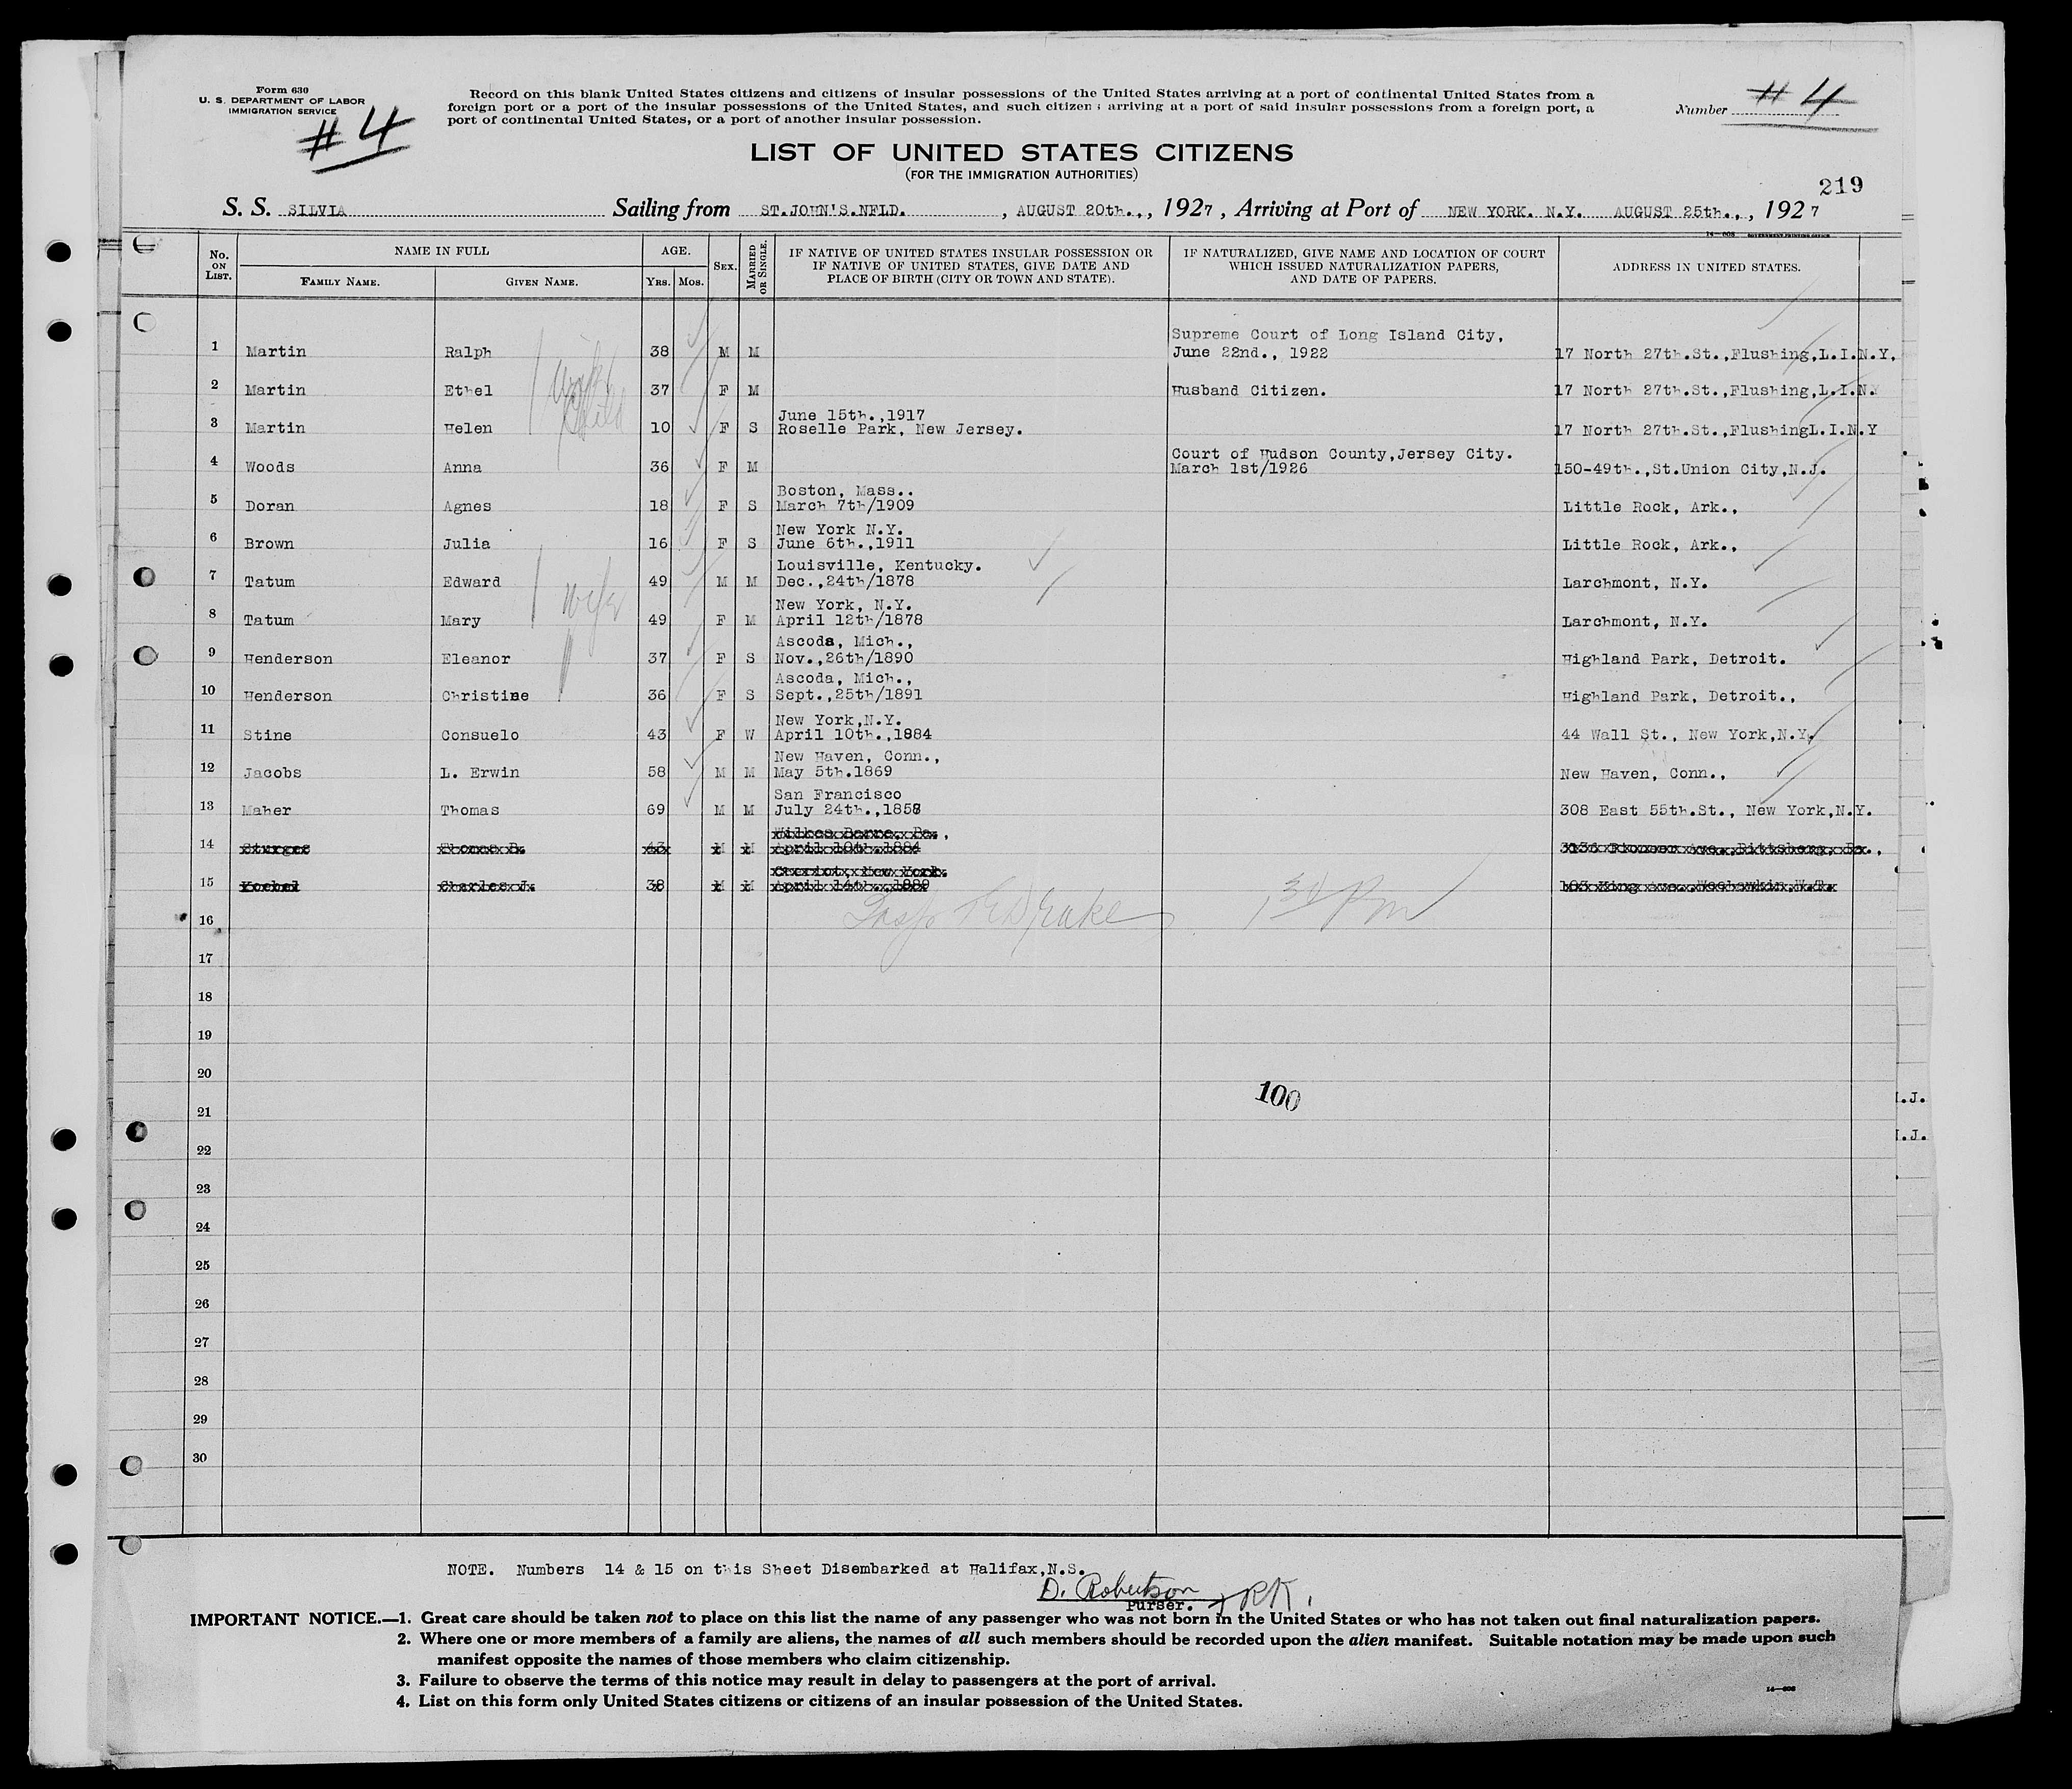 Form 630
U. S. DEPARTMENT OF LABOR
IMMIGRATION SERVICE
#4
Record on this blank United States citizens and citizens of insular possessions of the United States arriving at a port of continental United States from a
foreign port or a port of the insular possessions of the United States, and such citizens arriving at a port of said insular possessions from a foreign port, a
port of continental United States, or a port of another insular possession.
Number #4
LIST OF UNITED STATES CITIZENS
(FOR THE IMMIGRATION AUTHORITIES)
219
S. S. SILVIA Sailing from ST.JOHN'S.NFLD. , AUGUST 20th.,, 1927, Arriving at Port of NEW YORK. N.Y. AUGUST 25th.,, 1927
No. ON LIST. NAME IN FULL FAMILY NAME. GIVEN NAME. AGE. YRS. MOS. SEX. MARRIED OR SINGLE.
IF NATIVE OF UNITED STATES INSULAR POSSESSION OR IF NATIVE OF UNITED STATES, GIVE DATE AND PLACE OF BIRTH (CITY OR TOWN AND STATE).
IF NATURALIZED, GIVE NAME AND LOCATION OF COURT WHICH ISSUED NATURALIZATION PAPERS, AND DATE OF PAPERS.
ADDRESS IN UNITED STATES.
Supreme Court of Long Island City,
1 Martin Ralph 38 M M June 22nd., 1922 17 North 27th.St.,Flushing,L.I.N.Y,
wife
2 Martin Ethel 37 F M Husband Citizen. 17 North 27th.St.,Flushing,L.I.N.Y
child
June 15th.,1917
3 Martin Helen 10 F S Roselle Park, New Jersey. 17 North 27th.St.,FlushingL.I.N.Y
Court of Hudson County,Jersey City.
4 Woods Anna 36 F M March 1st/1926 150-49th.,St.Union City,N.J.
Boston, Mass..
5 Doran Agnes 18 F S March 7th/1909 Little Rock, Ark.,
New York N.Y.
6 Brown Julia 16 F S June 6th.,1911 Little Rock, Ark.,
Louisville, Kentucky.
7 Tatum Edward 49 M M Dec.,24th/1878 Larchmont, N.Y.
wife
New York, N.Y.
8 Tatum Mary 49 F M April 12th/1878 Larchmont, N.Y.
Ascoda, Mich.,
9 Henderson Eleanor 37 F S Nov.,26th/1890 Highland Park, Detroit.
Ascoda, Mich.,
10 Henderson Christine 36 F S Sept.,25th/1891 Highland Park, Detroit.,
New York,N.Y.
11 Stine Consuelo 43 F W April 10th.,1884 44 Wall St., New York,N.Y.
New Haven, Conn.,
12 Jacobs L. Erwin 58 M M May 5th.1869 New Haven, Conn.,
San Francisco
13 Maher Thomas 69 M M July 24th.,1858 308 East 55th.St., New York,N.Y.
Wilkes Barre, Pa.,
14 Sturges Thomas B. 43 M M April 10th.1884 Pioneer Ave., Pittsburg, Pa.,
New York.
15 Charles J. 38 M M April 14th.,1889 King Ave.,
16
17
18
19
20
100
21
22
23
24
25
26
27
28
29
30
NOTE. Numbers 14 & 15 on this Sheet Disembarked at Halifax,N.S.
D. Robertson
Purser.
IMPORTANT NOTICE.—1. Great care should be taken not to place on this list the name of any passenger who was not born in the United States or who has not taken out final naturalization papers.
2. Where one or more members of a family are aliens, the names of all such members should be recorded upon the alien manifest. Suitable notation may be made upon such
manifest opposite the names of those members who claim citizenship.
3. Failure to observe the terms of this notice may result in delay to passengers at the port of arrival.
4. List on this form only United States citizens or citizens of an insular possession of the United States.